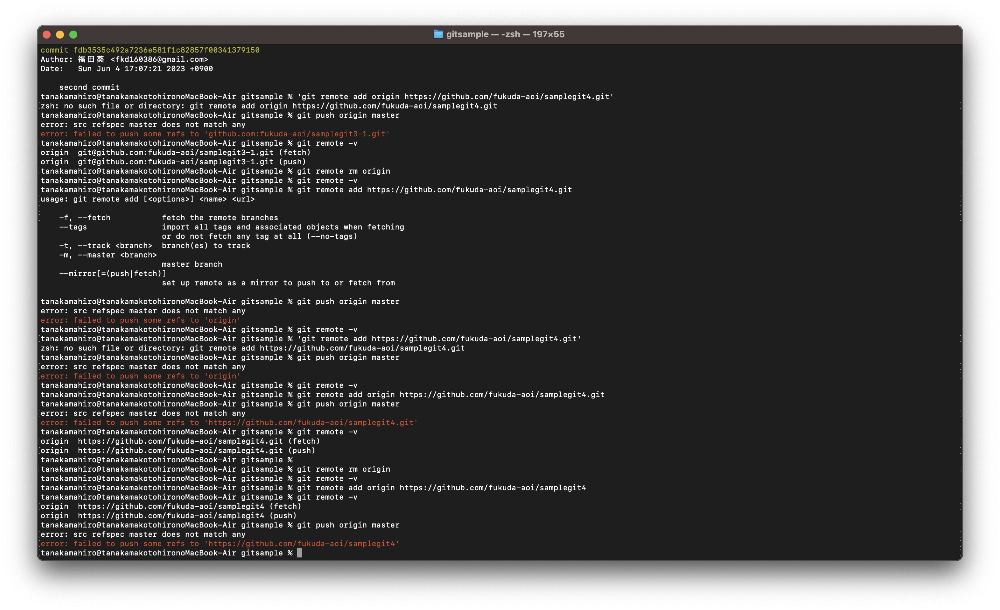 gitsample — -zsh — 197×55
commit fdb3535c492a7236e581f1c82857f00341379150
Author: 福田葵 <fkd160386@gmail.com>
Date:   Sun Jun 4 17:07:21 2023 +0900
    second commit
tanakamahiro@tanakamakotohironoMacBook-Air gitsample % 'git remote add origin https://github.com/fukuda-aoi/samplegit4.git'
[zsh: no such file or directory: git remote add origin https://github.com/fukuda-aoi/samplegit4.git ]
tanakamahiro@tanakamakotohironoMacBook-Air gitsample % git push origin master
error: src refspec master does not match any
error: failed to push some refs to 'github.com:fukuda-aoi/samplegit3-1.git'
[tanakamahiro@tanakamakotohironoMacBook-Air gitsample % git remote -v ]
origin  git@github.com:fukuda-aoi/samplegit3-1.git (fetch)
origin  git@github.com:fukuda-aoi/samplegit3-1.git (push)
[tanakamahiro@tanakamakotohironoMacBook-Air gitsample % git remote rm origin ]
tanakamahiro@tanakamakotohironoMacBook-Air gitsample % git remote -v
tanakamahiro@tanakamakotohironoMacBook-Air gitsample % git remote add https://github.com/fukuda-aoi/samplegit4.git
[usage: git remote add [<options>] <name> <url> ]
[ ]
[    -f, --fetch           fetch the remote branches ]
    --tags                import all tags and associated objects when fetching
                          or do not fetch any tag at all (--no-tags)
    -t, --track <branch>  branch(es) to track
    -m, --master <branch>
                          master branch
    --mirror[=(push|fetch)]
                          set up remote as a mirror to push to or fetch from
tanakamahiro@tanakamakotohironoMacBook-Air gitsample % git push origin master
error: src refspec master does not match any
error: failed to push some refs to 'origin'
tanakamahiro@tanakamakotohironoMacBook-Air gitsample % git remote -v
[tanakamahiro@tanakamakotohironoMacBook-Air gitsample % 'git remote add https://github.com/fukuda-aoi/samplegit4.git' ]
zsh: no such file or directory: git remote add https://github.com/fukuda-aoi/samplegit4.git
tanakamahiro@tanakamakotohironoMacBook-Air gitsample % git push origin master
[error: src refspec master does not match any ]
[error: failed to push some refs to 'origin' ]
tanakamahiro@tanakamakotohironoMacBook-Air gitsample % git remote -v
tanakamahiro@tanakamakotohironoMacBook-Air gitsample % git remote add origin https://github.com/fukuda-aoi/samplegit4.git
tanakamahiro@tanakamakotohironoMacBook-Air gitsample % git push origin master
[error: src refspec master does not match any ]
error: failed to push some refs to 'https://github.com/fukuda-aoi/samplegit4.git'
tanakamahiro@tanakamakotohironoMacBook-Air gitsample % git remote -v
[origin  https://github.com/fukuda-aoi/samplegit4.git (fetch) ]
[origin  https://github.com/fukuda-aoi/samplegit4.git (push) ]
tanakamahiro@tanakamakotohironoMacBook-Air gitsample %
[tanakamahiro@tanakamakotohironoMacBook-Air gitsample % git remote rm origin ]
tanakamahiro@tanakamakotohironoMacBook-Air gitsample % git remote -v
tanakamahiro@tanakamakotohironoMacBook-Air gitsample % git remote add origin https://github.com/fukuda-aoi/samplegit4
tanakamahiro@tanakamakotohironoMacBook-Air gitsample % git remote -v
[origin  https://github.com/fukuda-aoi/samplegit4 (fetch) ]
origin  https://github.com/fukuda-aoi/samplegit4 (push)
tanakamahiro@tanakamakotohironoMacBook-Air gitsample % git push origin master
[error: src refspec master does not match any ]
[error: failed to push some refs to 'https://github.com/fukuda-aoi/samplegit4' ]
[tanakamahiro@tanakamakotohironoMacBook-Air gitsample % ]